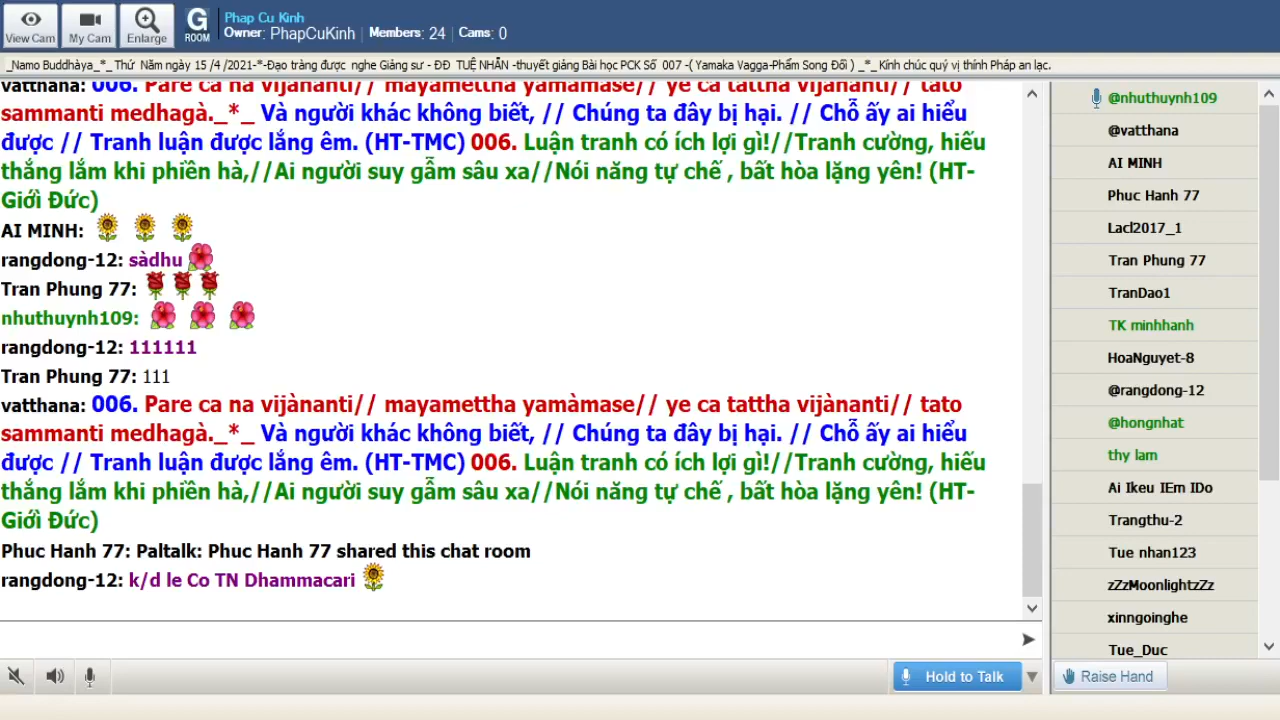 View Cam
My Cam
Enlarge
G
ROOM
Phap Cu Kinh
Owner: PhapCuKinh | Members: 24 | Cams: 0
_Namo Buddhàya_*_ Thứ Năm ngày 15 /4 /2021-*-Đạo tràng được nghe Giảng sư - ĐĐ TUỆ NHẪN -thuyết giảng Bài học PCK Số 007 -( Yamaka Vagga-Phẩm Song Đối ) _*_ Kính chúc quý vị thính Pháp an lạc.
vatthana: 006. Pare ca na vijànanti// mayamettha yamàmase// ye ca tattha vijànanti// tato
sammanti medhagà._*_ Và người khác không biết, // Chúng ta đây bị hại. // Chỗ ấy ai hiểu
được // Tranh luận được lắng êm. (HT-TMC) 006. Luận tranh có ích lợi gì!//Tranh cường, hiếu
thắng lắm khi phiền hà,//Ai người suy gẫm sâu xa//Nói năng tự chế , bất hòa lặng yên! (HT-
Giới Đức)
AI MINH:
rangdong-12: sàdhu
Tran Phung 77:
nhuthuynh109:
rangdong-12: 111111
Tran Phung 77: 111
vatthana: 006. Pare ca na vijànanti// mayamettha yamàmase// ye ca tattha vijànanti// tato
sammanti medhagà._*_ Và người khác không biết, // Chúng ta đây bị hại. // Chỗ ấy ai hiểu
được // Tranh luận được lắng êm. (HT-TMC) 006. Luận tranh có ích lợi gì!//Tranh cường, hiếu
thắng lắm khi phiền hà,//Ai người suy gẫm sâu xa//Nói năng tự chế , bất hòa lặng yên! (HT-
Giới Đức)
Phuc Hanh 77: Paltalk: Phuc Hanh 77 shared this chat room
rangdong-12: k/d le Co TN Dhammacari
Hold to Talk
@nhuthuynh109
@vatthana
AI MINH
Phuc Hanh 77
Lacl2017_1
Tran Phung 77
TranDao1
TK minhhanh
HoaNguyet-8
@rangdong-12
@hongnhat
thy lam
Ai Ikeu IEm IDo
Trangthu-2
Tue nhan123
zZzMoonlightzZz
xinngoinghe
Tue_Duc
Raise Hand